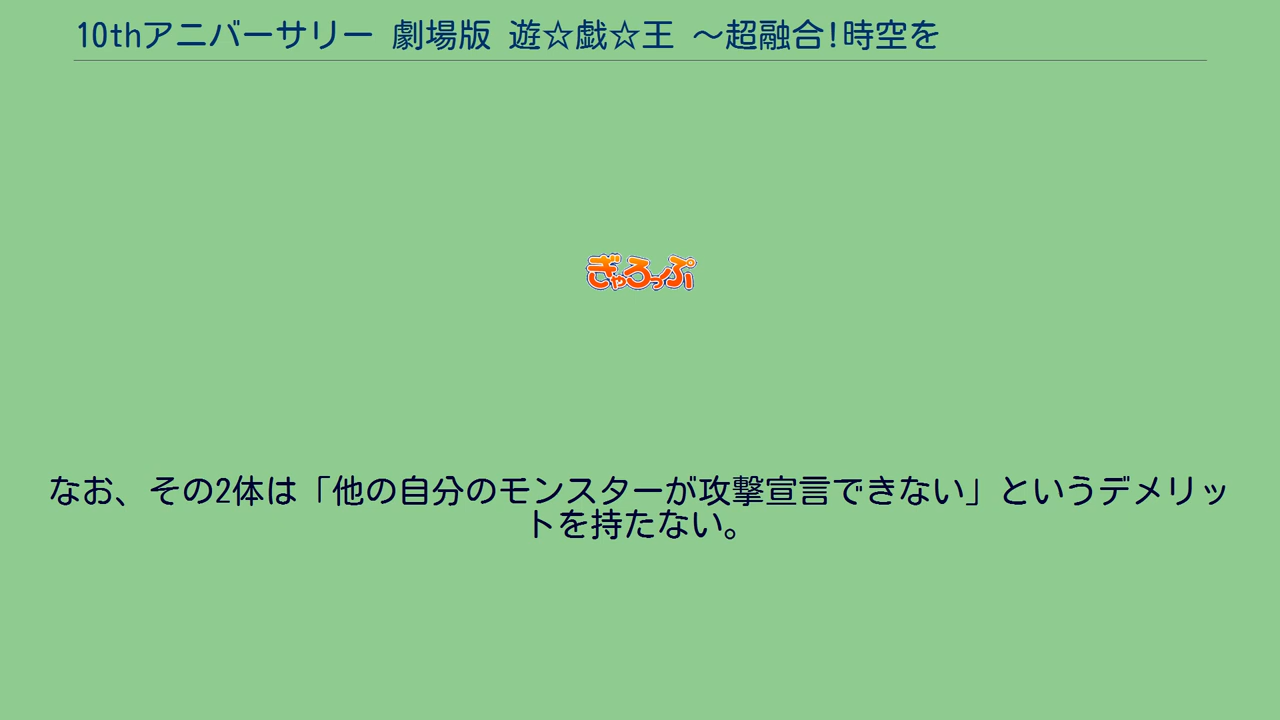 10thアニバーサリー 劇場版 遊☆戯☆王 ～超融合!時空を
ぎゃろっぷ
なお、その2体は「他の自分のモンスターが攻撃宣言できない」というデメリッ
トを持たない。